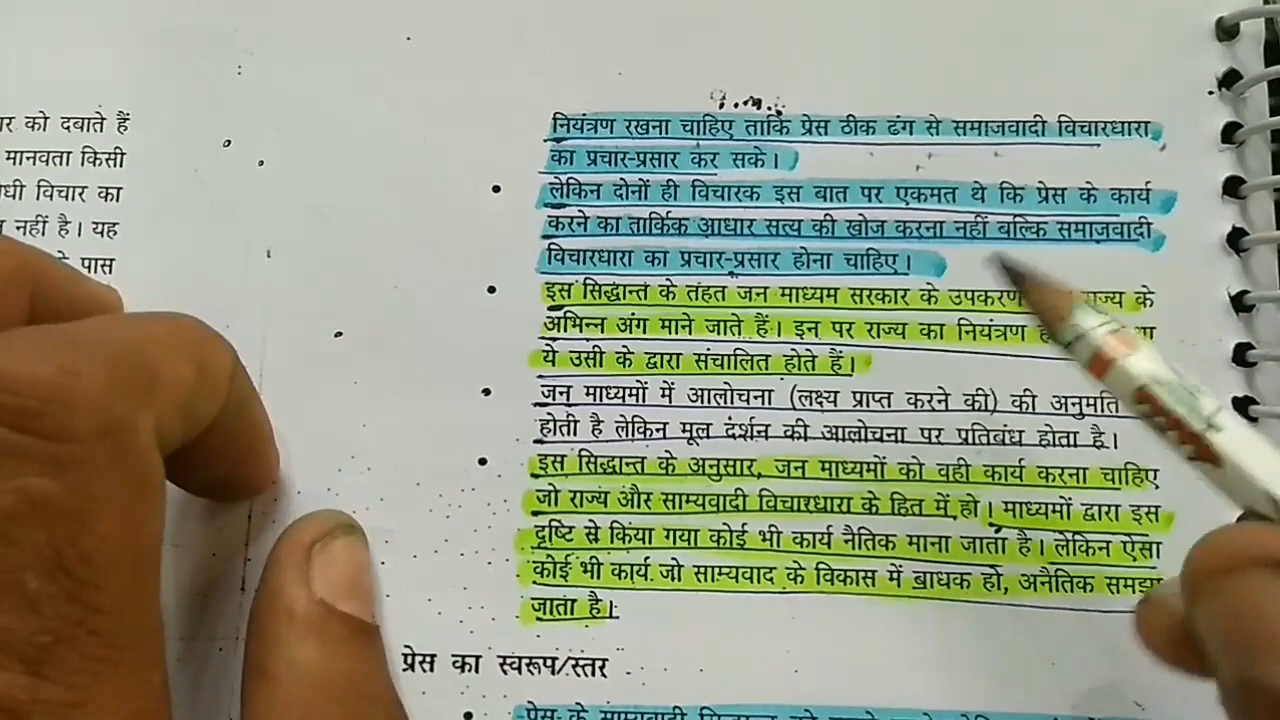 को दबाते हैं
मानवता किसी
विचार का
नहीं है। यह
पास
नियंत्रण रखना चाहिए ताकि प्रेस ठीक ढंग से समाजवादी विचारधारा
का प्रचार-प्रसार कर सके।
• लेकिन दोनों ही विचारक इस बात पर एकमत थे कि प्रेस के कार्य
करने का तार्किक आधार सत्य की खोज करना नहीं बल्कि समाजवादी
विचारधारा का प्रचार-प्रसार होना चाहिए।
• इस सिद्धान्त के तहत जन माध्यम सरकार के उपकरण राज्य के
अभिन्न अंग माने जाते हैं। इन पर राज्य का नियंत्रण
ये उसी के द्वारा संचालित होते हैं।
• जन माध्यमों में आलोचना (लक्ष्य प्राप्त करने की) की अनुमति
होती है लेकिन मूल दर्शन की आलोचना पर प्रतिबंध होता है।
• इस सिद्धान्त के अनुसार, जन माध्यमों को वही कार्य करना चाहिए
जो राज्य और साम्यवादी विचारधारा के हित में हो। माध्यमों द्वारा इस
दृष्टि से किया गया कोई भी कार्य नैतिक माना जाता है। लेकिन ऐसा
कोई भी कार्य जो साम्यवाद के विकास में बाधक हो, अनैतिक समझा
जाता है।
प्रेस का स्वरूप/स्तर